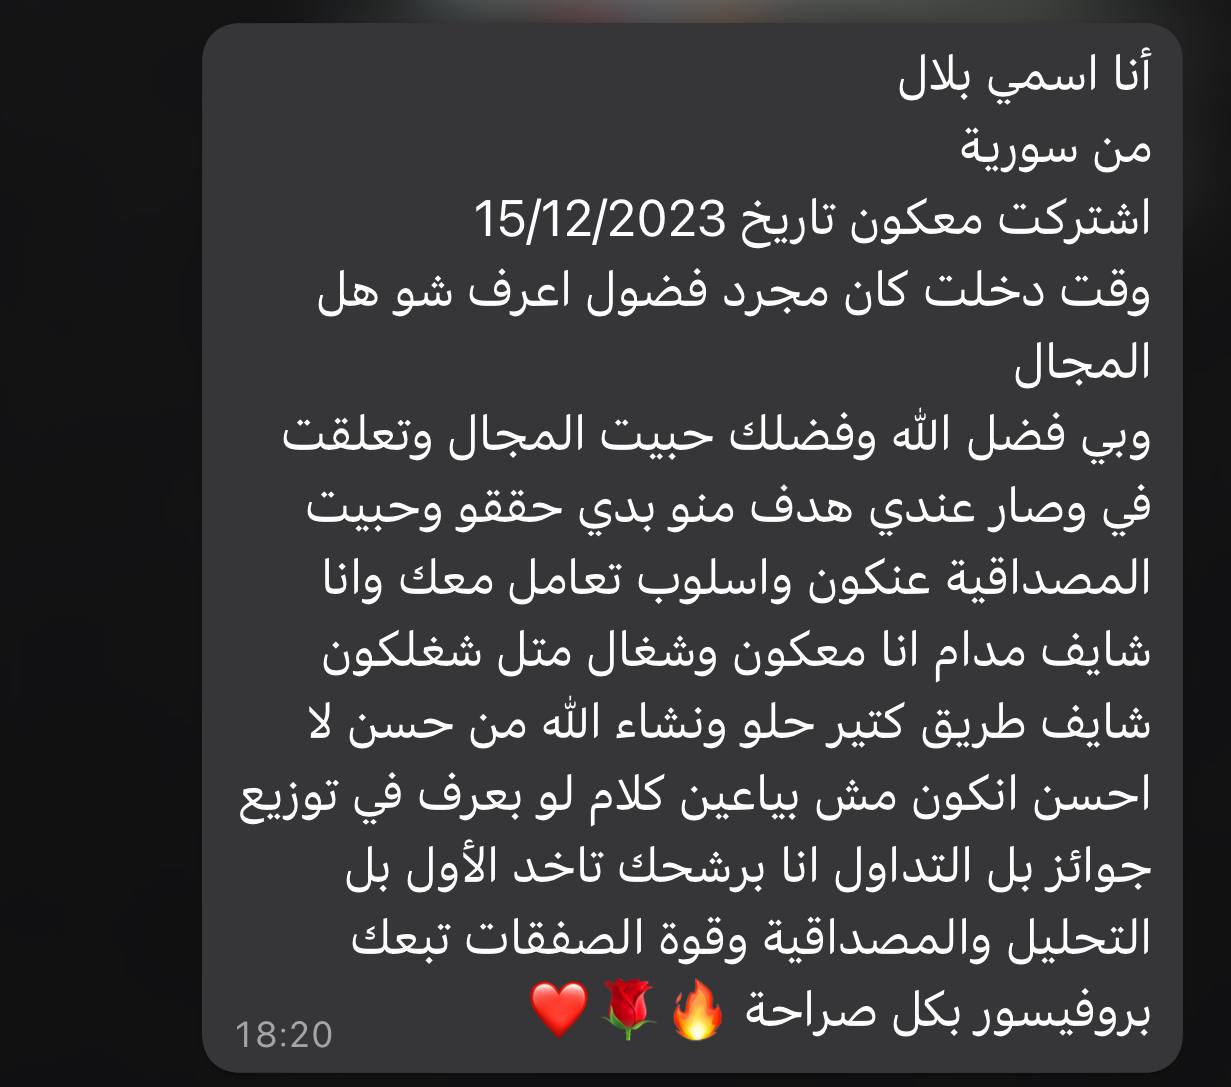 أنا اسمي بلال
من سورية
اشتركت معكون تاريخ 15/12/2023
وقت دخلت كان مجرد فضول اعرف شو هل
المجال
وبي فضل الله وفضلك حبيت المجال وتعلقت
في وصار عندي هدف منو بدي حققو وحبيت
المصداقية عنكون واسلوب تعامل معك وانا
شايف مدام انا معكون وشغال متل شغلكون
شايف طريق كتير حلو ونشاء الله من حسن لا
احسن انكون مش بياعين كلام لو بعرف في توزيع
جوائز بل التداول انا برشحك تاخد الأول بل
التحليل والمصداقية وقوة الصفقات تبعك
بروفيسور بكل صراحة 🔥🌹❤️
18:20